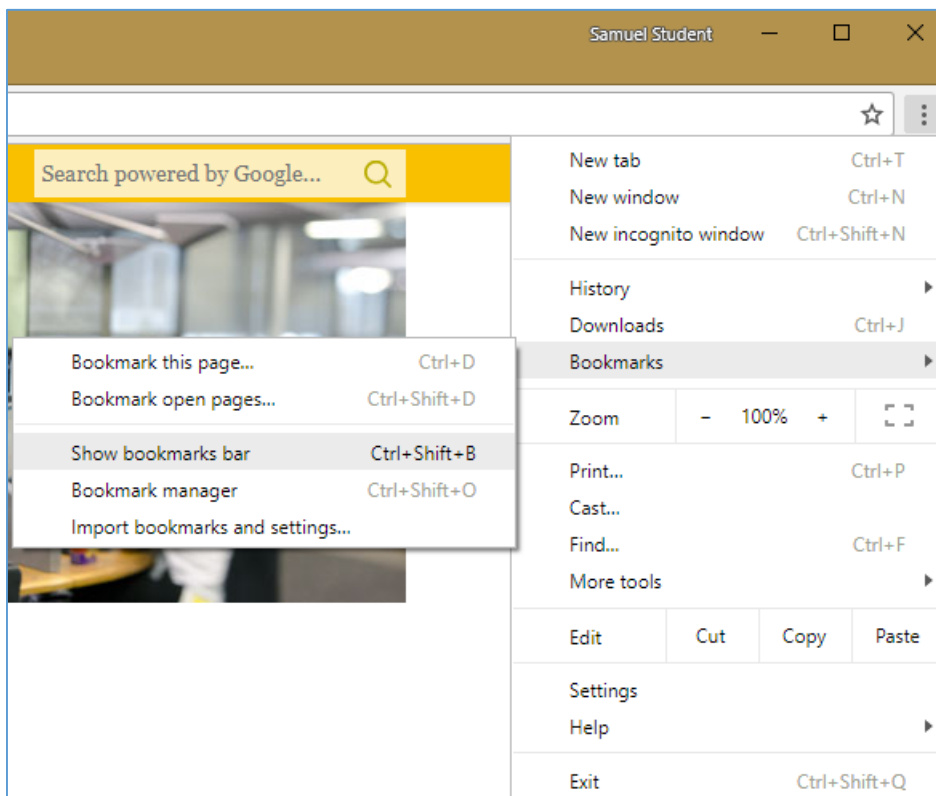 Samuel Student
Search powered by Google...
New tab Ctrl+T
New window Ctrl+N
New incognito window Ctrl+Shift+N
History
Downloads Ctrl+J
Bookmarks
Bookmark this page... Ctrl+D
Bookmark open pages... Ctrl+Shift+D
Show bookmarks bar Ctrl+Shift+B
Bookmark manager Ctrl+Shift+O
Import bookmarks and settings...
Zoom - 100% +
Print... Ctrl+P
Cast...
Find... Ctrl+F
More tools
Edit Cut Copy Paste
Settings
Help
Exit Ctrl+Shift+Q